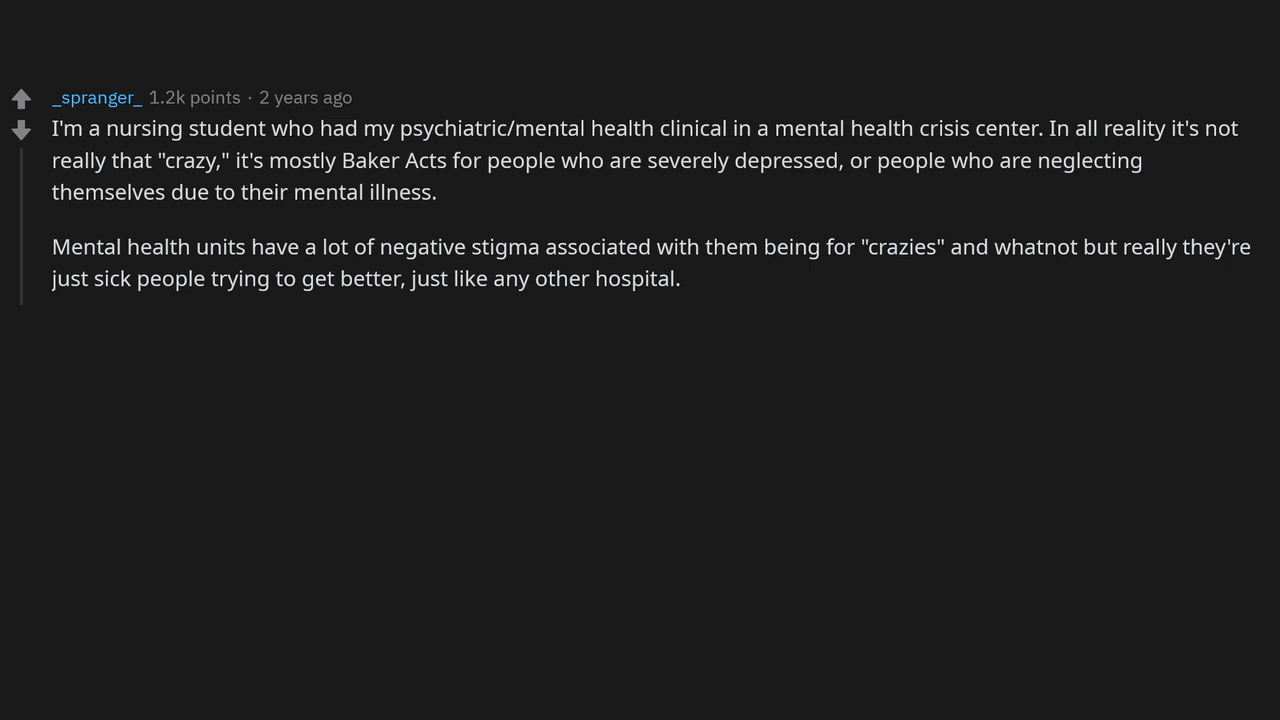 _spranger_ 1.2k points · 2 years ago
I'm a nursing student who had my psychiatric/mental health clinical in a mental health crisis center. In all reality it's not
really that "crazy," it's mostly Baker Acts for people who are severely depressed, or people who are neglecting
themselves due to their mental illness.
Mental health units have a lot of negative stigma associated with them being for "crazies" and whatnot but really they're
just sick people trying to get better, just like any other hospital.